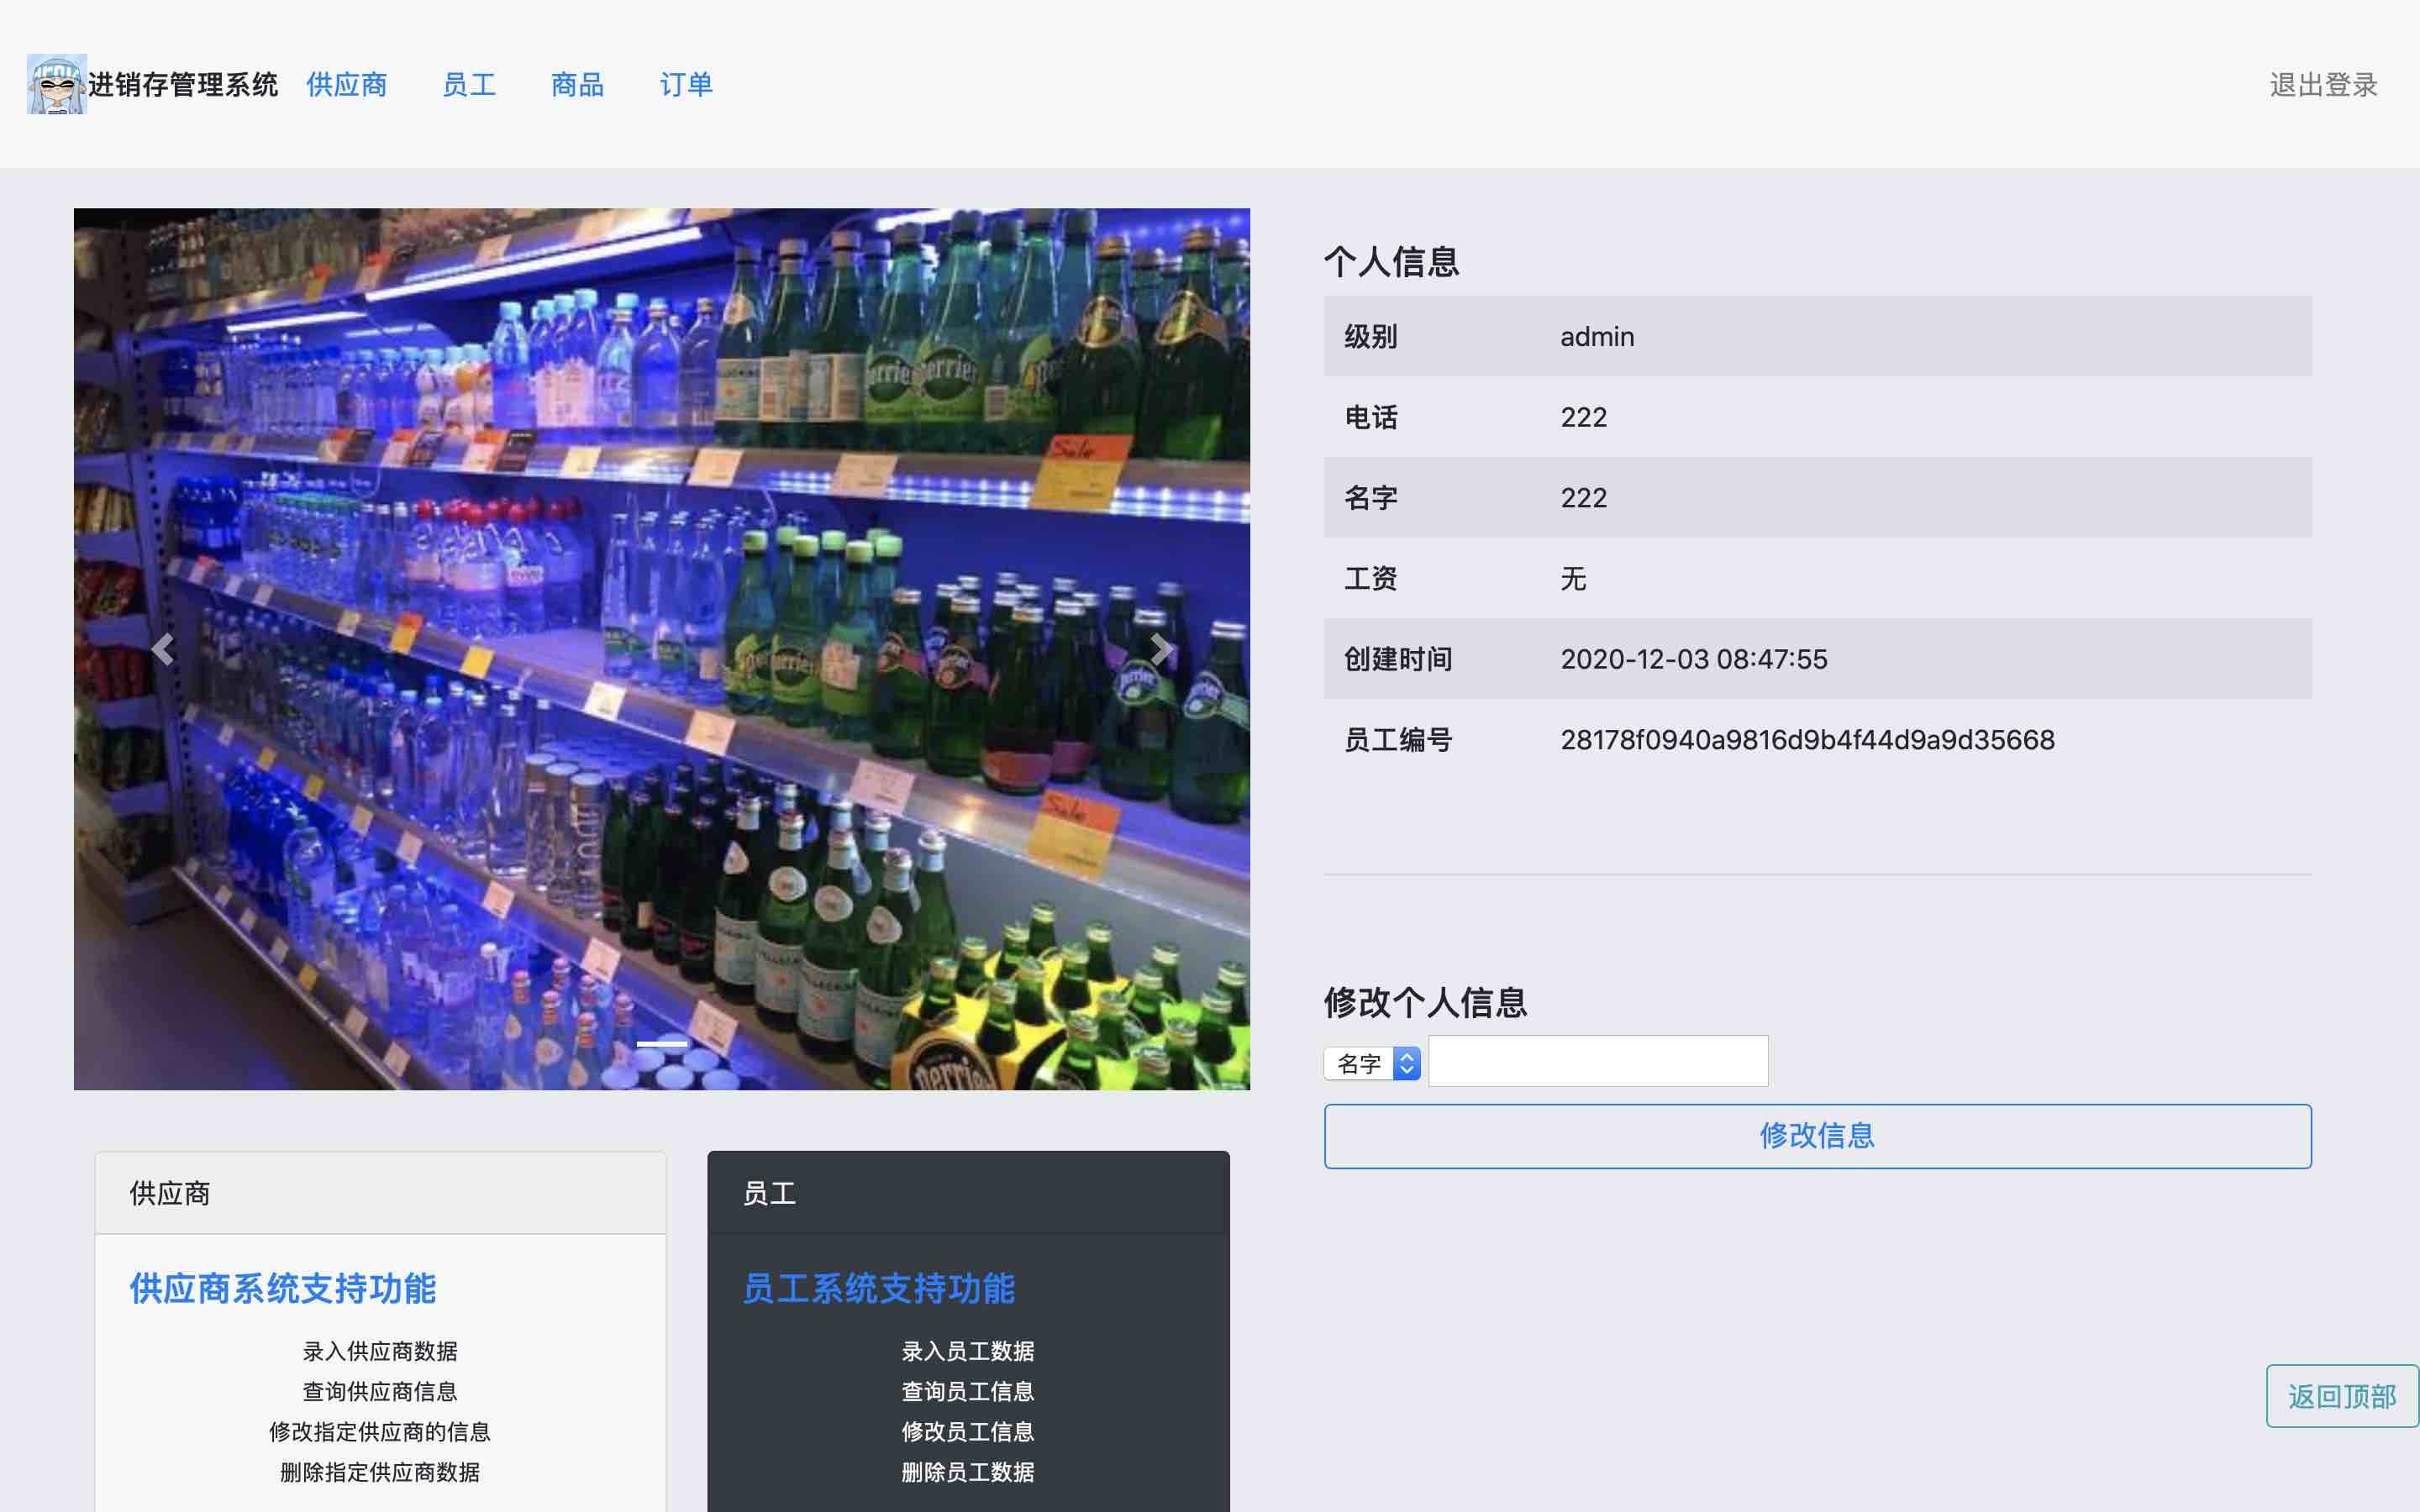 进销存管理系统 供应商 员工 商品 订单 退出登录
个人信息
级别 admin
电话 222
名字 222
工资 无
创建时间 2020-12-03 08:47:55
员工编号 28178f0940a9816d9b4f44d9a9d35668
修改个人信息
名字
修改信息
Sale
perrier
Sale
perrier
供应商
供应商系统支持功能
录入供应商数据
查询供应商信息
修改指定供应商的信息
删除指定供应商数据
员工
员工系统支持功能
录入员工数据
查询员工信息
修改员工信息
删除员工数据
返回顶部